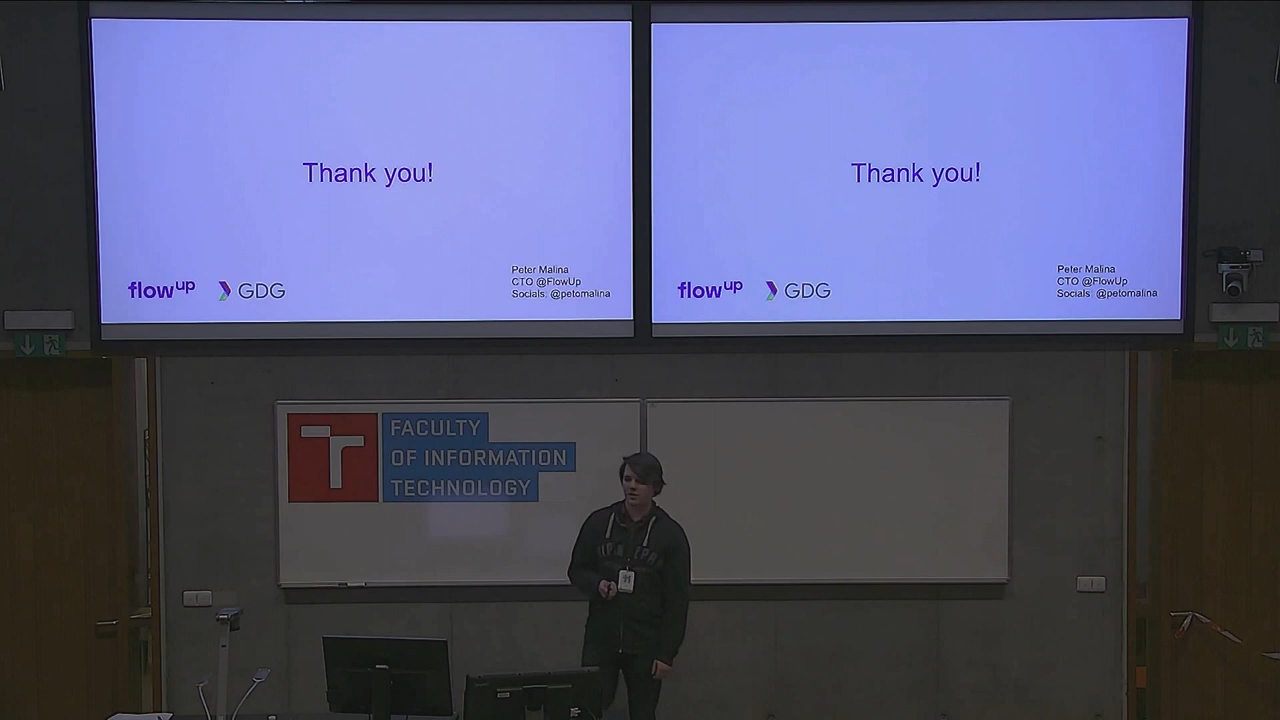 Thank you!
flowup GDG
Peter Malina
CTO @FlowUp
Socials: @petomalina
Thank you!
flowup GDG
Peter Malina
CTO @FlowUp
Socials: @petomalina
FACULTY
OF INFORMATION
TECHNOLOGY